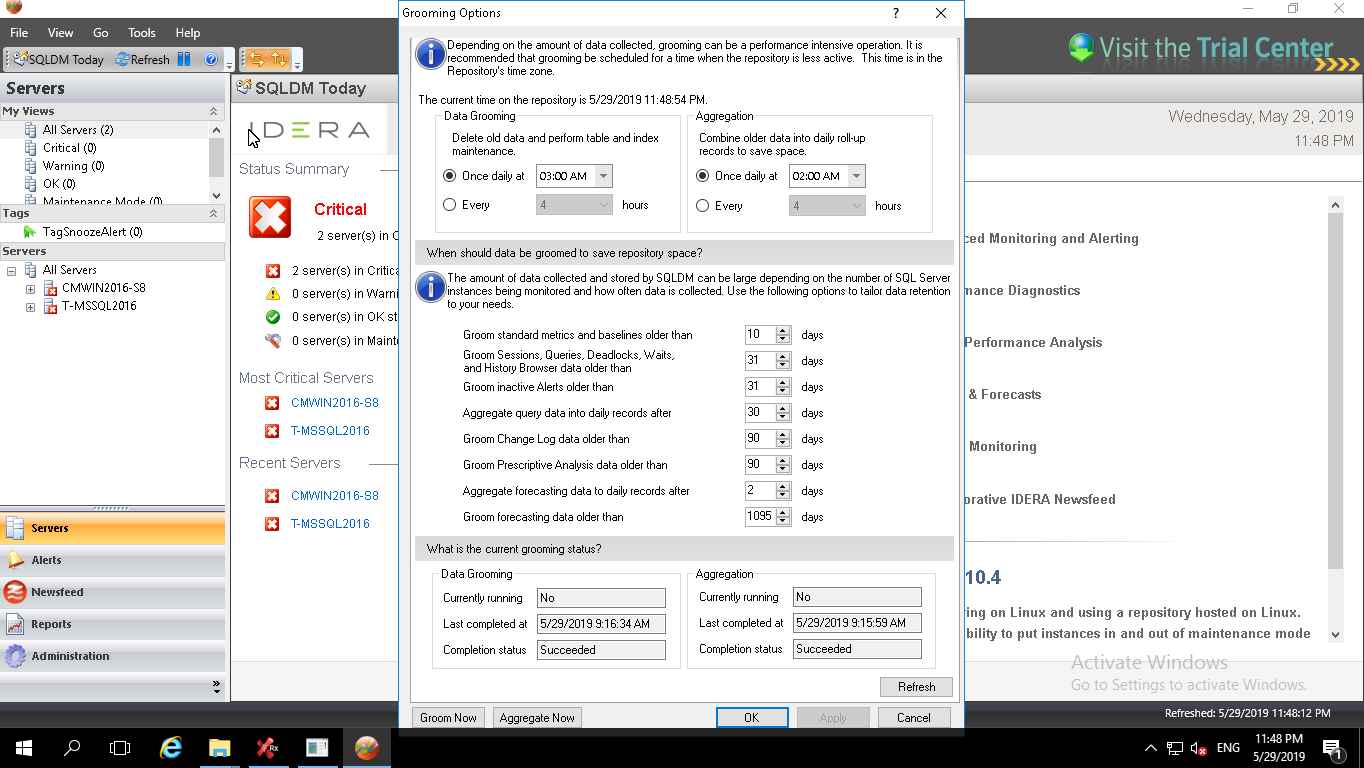 Grooming Options
?
File View Go Tools Help
SQLDM Today Refresh
Visit the Trial Center
Servers
SQLDM Today
My Views
All Servers (2)
Critical (0)
Warning (0)
OK (0)
Maintenance Mode (0)
Tags
TagSnoozeAlert (0)
Servers
All Servers
CMWIN2016-S8
T-MSSQL2016
Servers
Alerts
Newsfeed
Reports
Administration
IDERA
Wednesday, May 29, 2019
11:48 PM
Status Summary
Critical
2 server(s) in C
2 server(s) in Critica
0 server(s) in Warni
0 server(s) in OK st
0 server(s) in Maint
Most Critical Servers
CMWIN2016-S8
T-MSSQL2016
Recent Servers
CMWIN2016-S8
T-MSSQL2016
Depending on the amount of data collected, grooming can be a performance intensive operation. It is
recommended that grooming be scheduled for a time when the repository is less active. This time is in the
Repository's time zone.
The current time on the repository is 5/29/2019 11:48:54 PM.
Data Grooming
Delete old data and perform table and index
maintenance.
Once daily at 03:00 AM
Every 4 hours
Aggregation
Combine older data into daily roll-up
records to save space.
Once daily at 02:00 AM
Every 4 hours
When should data be groomed to save repository space?
The amount of data collected and stored by SQLDM can be large depending on the number of SQL Server
instances being monitored and how often data is collected. Use the following options to tailor data retention
to your needs.
Groom standard metrics and baselines older than 10 days
Groom Sessions, Queries, Deadlocks, Waits,
and History Browser data older than 31 days
Groom inactive Alerts older than 31 days
Aggregate query data into daily records after 30 days
Groom Change Log data older than 90 days
Groom Prescriptive Analysis data older than 90 days
Aggregate forecasting data to daily records after 2 days
Groom forecasting data older than 1095 days
What is the current grooming status?
Data Grooming
Currently running No
Last completed at 5/29/2019 9:16:34 AM
Completion status Succeeded
Aggregation
Currently running No
Last completed at 5/29/2019 9:15:59 AM
Completion status Succeeded
Refresh
Groom Now Aggregate Now OK Apply Cancel
ced Monitoring and Alerting
nance Diagnostics
Performance Analysis
& Forecasts
Monitoring
orative IDERA Newsfeed
10.4
ing on Linux and using a repository hosted on Linux.
bility to put instances in and out of maintenance mode
Activate Windows
Go to Settings to activate Windows.
Refreshed: 5/29/2019 11:48:12 PM
Rx
ENG
11:48 PM
5/29/2019
1